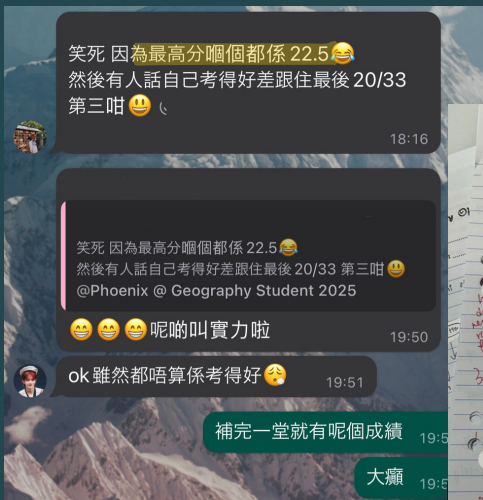 笑死 因為最高分嗰個都係 22.5😂
然後有人話自己考得好差跟住最後 20/33
第三咁😃
18:16
笑死 因為最高分嗰個都係 22.5😂
然後有人話自己考得好差跟住最後 20/33 第三咁😃
@Phoenix @ Geography Student 2025
😁😁😁呢啲叫實力啦
19:50
ok 雖然都唔算係考得好😮‍💨
19:51
補完一堂就有呢個成績
大癲